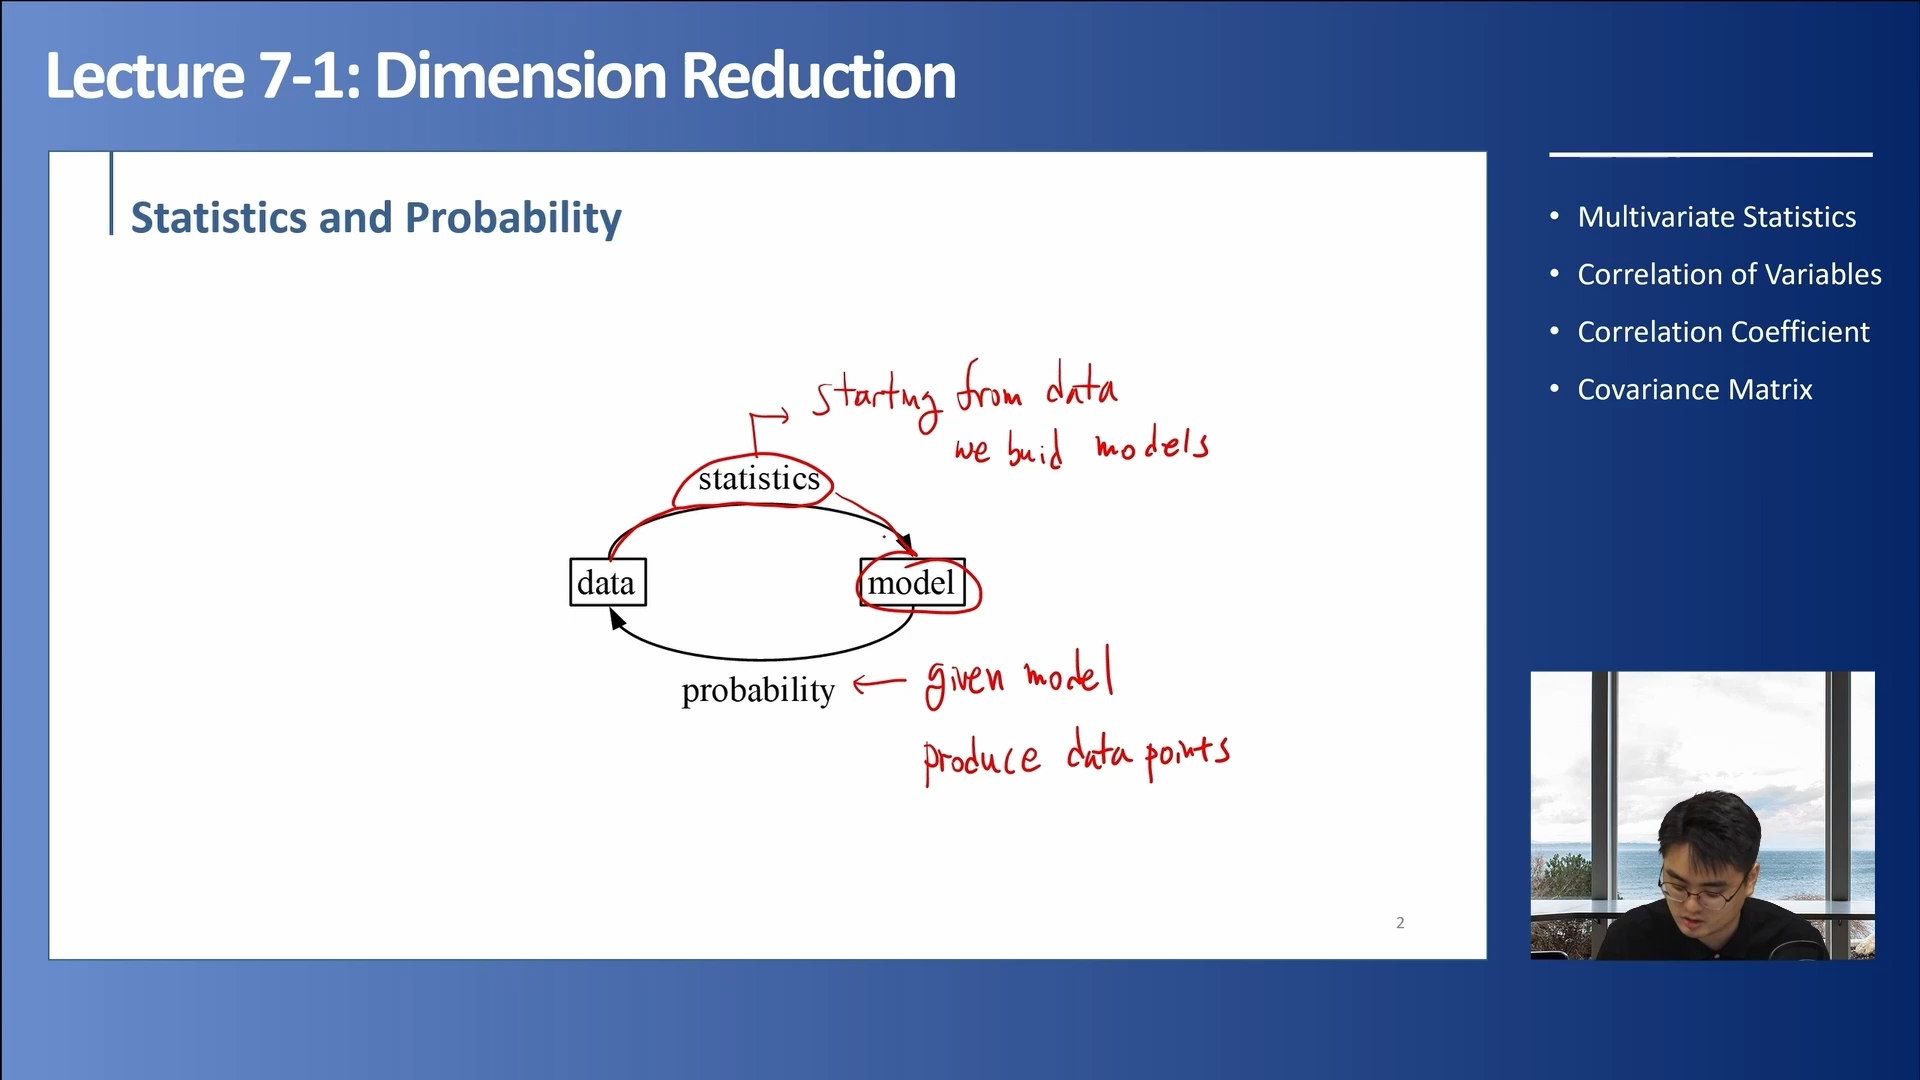 Lecture 7-1: Dimension Reduction
Statistics and Probability
starting from data
we buid models
statistics
data
model
probability
given model
produce data points
2
• Multivariate Statistics
• Correlation of Variables
• Correlation Coefficient
• Covariance Matrix